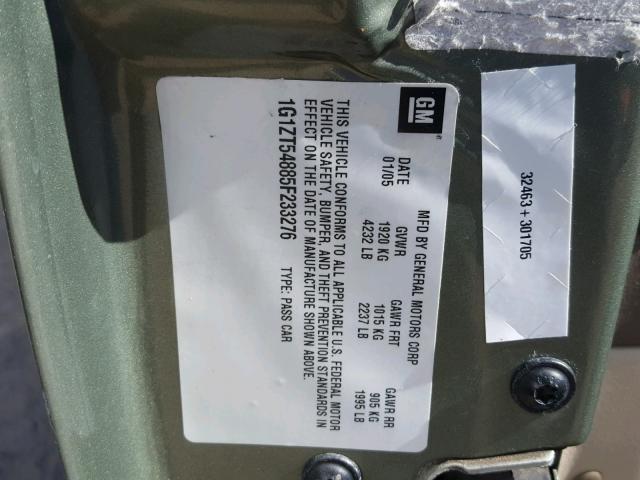 GM
MFD BY GENERAL MOTORS CORP
DATE GVWR GAWR FRT GAWR RR
01/05 1920 KG 1015 KG 905 KG
4232 LB 2237 LB 1995 LB
THIS VEHICLE CONFORMS TO ALL APPLICABLE U.S. FEDERAL MOTOR
VEHICLE SAFETY, BUMPER, AND THEFT PREVENTION STANDARDS IN
EFFECT ON THE DATE OF MANUFACTURE SHOWN ABOVE.
1G1ZT54885F233276 TYPE: PASS CAR
32463+301705